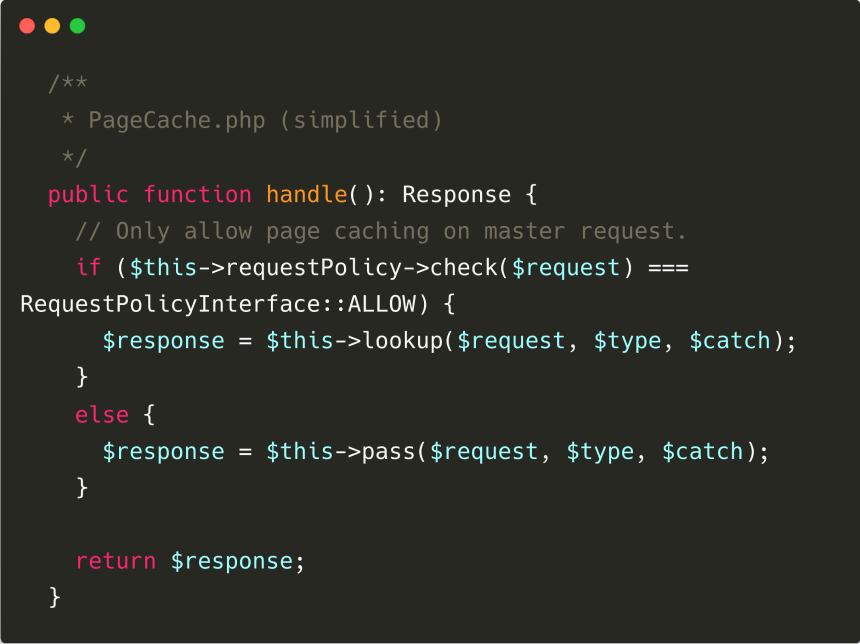 /**
 * PageCache.php (simplified)
 */
public function handle(): Response {
  // Only allow page caching on master request.
  if ($this->requestPolicy->check($request) ===
RequestPolicyInterface::ALLOW) {
    $response = $this->lookup($request, $type, $catch);
  }
  else {
    $response = $this->pass($request, $type, $catch);
  }

  return $response;
}